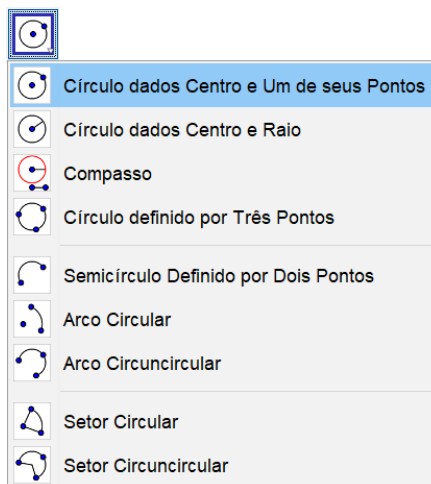 Círculo dados Centro e Um de seus Pontos
Círculo dados Centro e Raio
Compasso
Círculo definido por Três Pontos
Semicírculo Definido por Dois Pontos
Arco Circular
Arco Circuncircular
Setor Circular
Setor Circuncircular